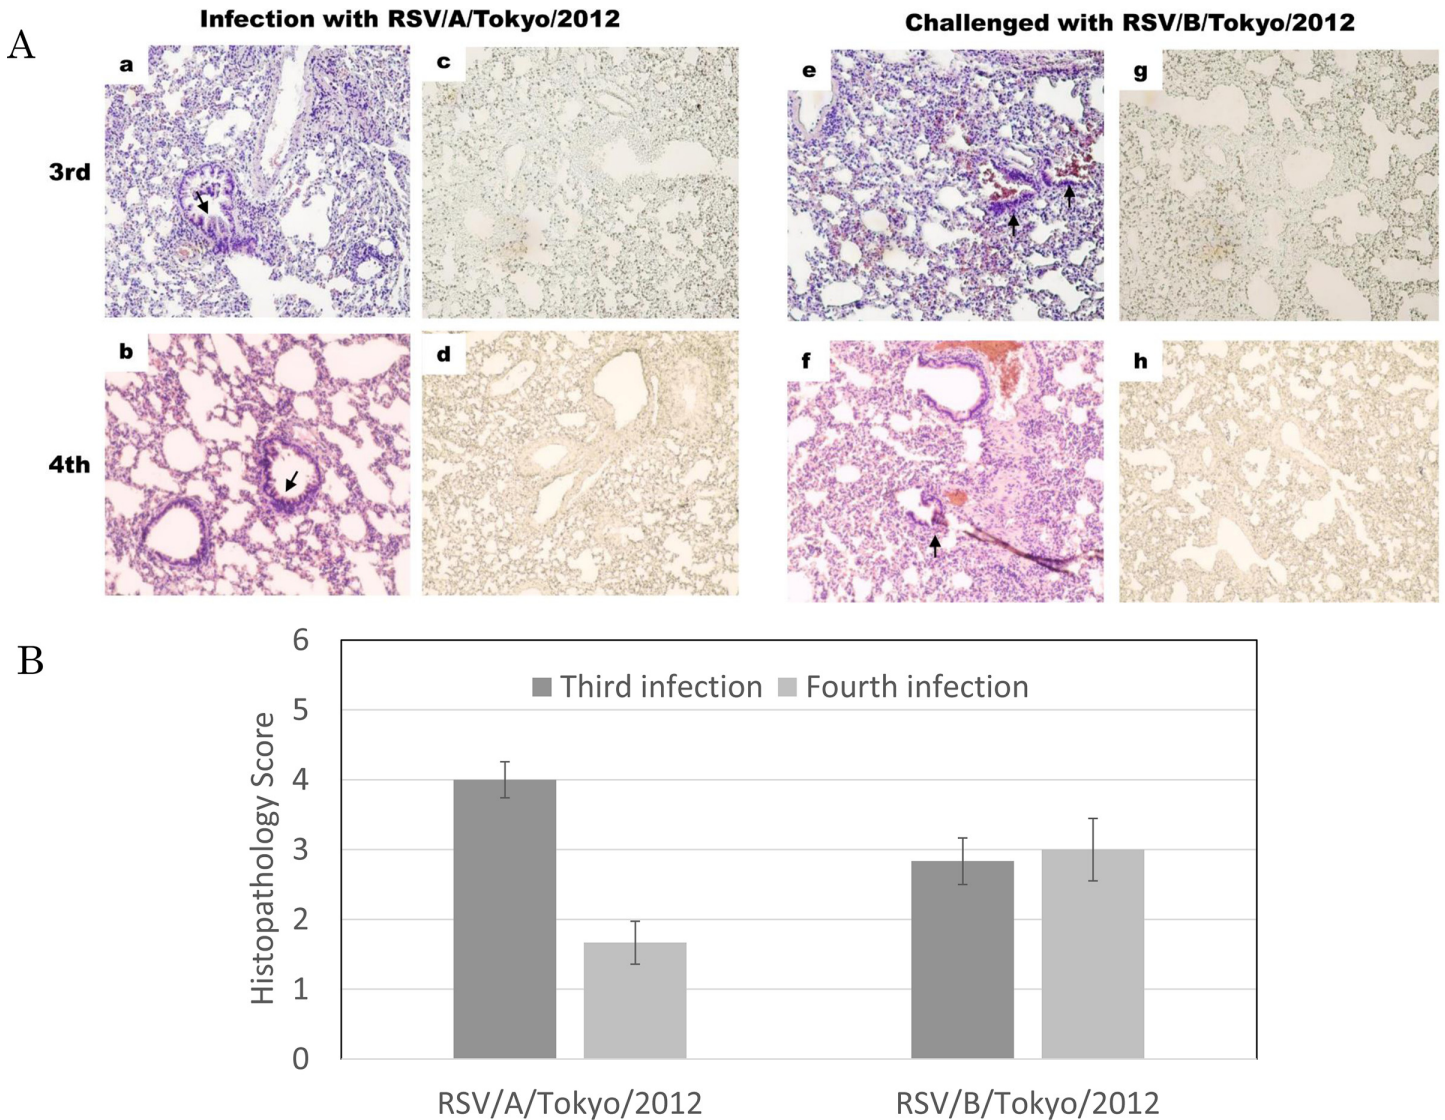 A
Infection with RSV/A/Tokyo/2012
Challenged with RSV/B/Tokyo/2012
a
c
e
g
3rd
b
d
f
h
4th
B
6
5
4
3
2
1
0
Histopathology Score
Third infection
Fourth infection
RSV/A/Tokyo/2012
RSV/B/Tokyo/2012